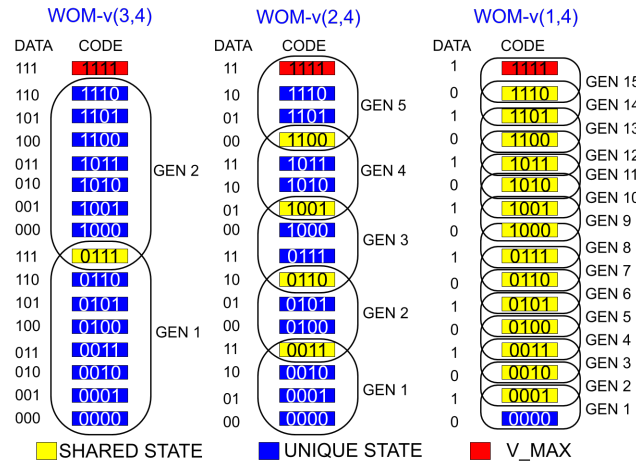 WOM-v(3,4)
DATA CODE
111 1111
110 1110
101 1101
100 1100
011 1011
010 1010
001 1001
000 1000
111 0111
110 0110
101 0101
100 0100
011 0011
010 0010
001 0001
000 0000
GEN 2
GEN 1
WOM-v(2,4)
DATA CODE
11 1111
10 1110
01 1101
00 1100
11 1011
10 1010
01 1001
00 1000
11 0111
10 0110
01 0101
00 0100
11 0011
10 0010
01 0001
00 0000
GEN 5
GEN 4
GEN 3
GEN 2
GEN 1
WOM-v(1,4)
DATA CODE
1 1111
0 1110
1 1101
0 1100
1 1011
0 1010
1 1001
0 1000
1 0111
0 0110
1 0101
0 0100
1 0011
0 0010
1 0001
0 0000
GEN 15
GEN 14
GEN 13
GEN 12
GEN 11
GEN 10
GEN 9
GEN 8
GEN 7
GEN 6
GEN 5
GEN 4
GEN 3
GEN 2
GEN 1
SHARED STATE UNIQUE STATE V_MAX